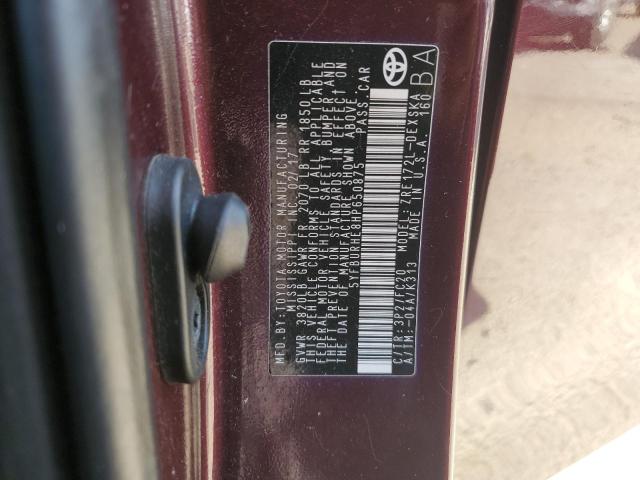 MFD.BY:TOYOTA MOTOR MANUFACTURING
MISSISSIPPI INC. 02/17
GVWR 3820LB GAWR FR 2070LB RR 1850LB
THIS VEHICLE CONFORMS TO ALL APPLICABLE
FEDERAL MOTOR VEHICLE SAFETY BUMPER, AND
THEFT PREVENTION STANDARDS IN EFFECT ON
THE DATE OF MANUFACTURE SHOWN ABOVE.
5YFBURHE8HP650875 PASS.CAR
C/TR:3P2/FC20 MODEL:ZRE172L-DEXSKA
A/TM:-04A/K313 MADE IN U.S.A. 160
BA